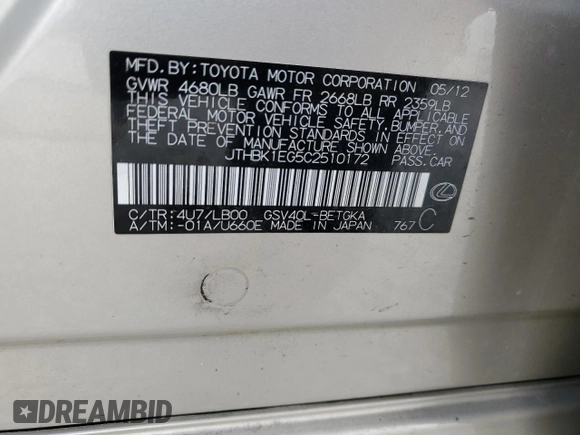 MFD. BY: TOYOTA MOTOR CORPORATION 05/12
GVWR 4680LB GAWR FR 2668LB RR 2359LB
THIS VEHICLE CONFORMS TO ALL APPLICABLE
FEDERAL MOTOR VEHICLE SAFETY, BUMPER, AND
THEFT PREVENTION STANDARDS IN EFFECT ON
THE DATE OF MANUFACTURE SHOWN ABOVE.
JTHBK1EG5C2510172 PASS. CAR
C/TR: 4U7/LB00 GSV40L-BETGKA
A/TM: -01A/U660E MADE IN JAPAN 767 C
DREAMBID